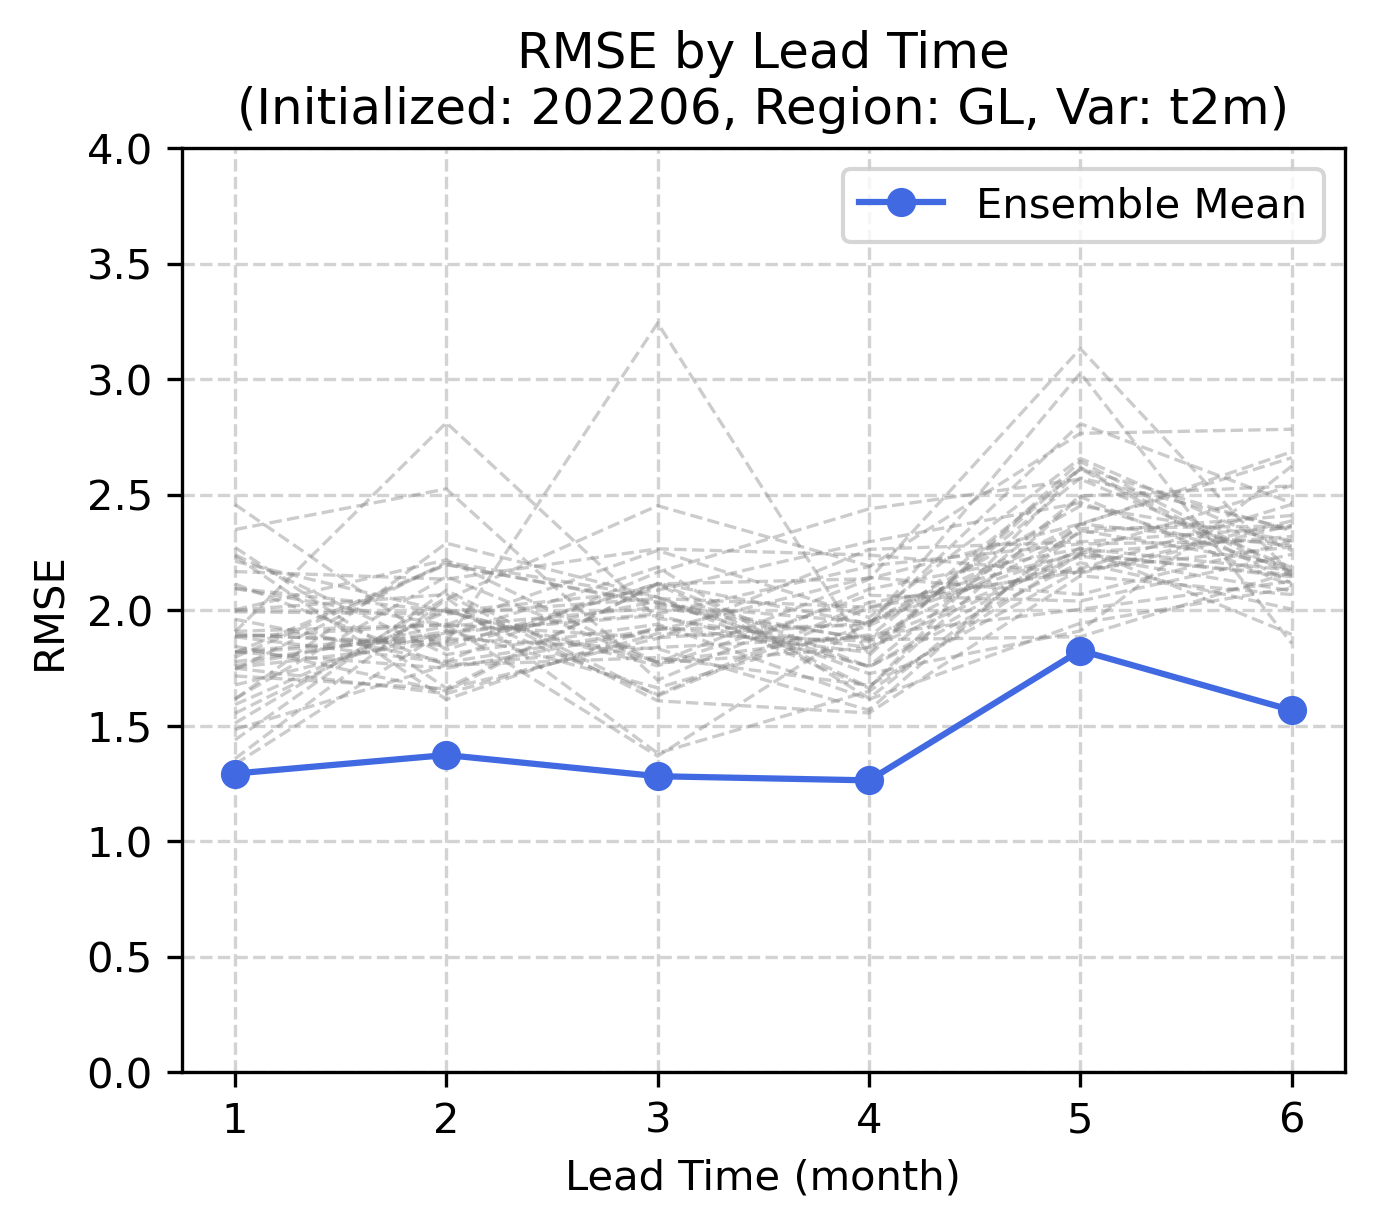 RMSE by Lead Time
(Initialized: 202206, Region: GL, Var: t2m)
4.0
3.5
3.0
2.5
2.0
1.5
1.0
0.5
0.0
RMSE
Ensemble Mean
1 2 3 4 5 6
Lead Time (month)